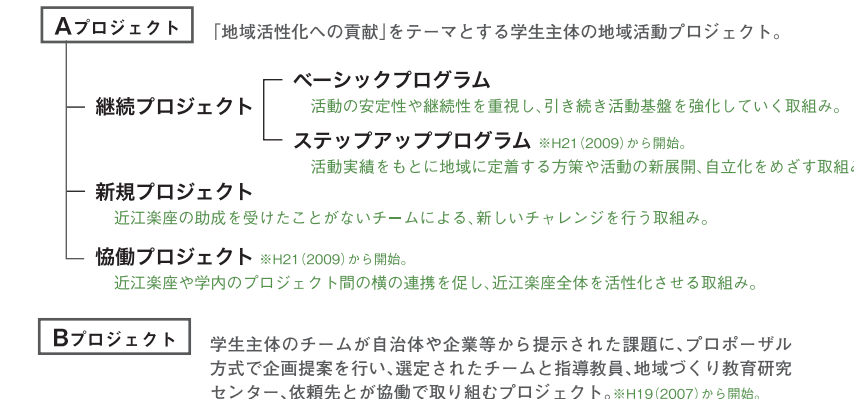 Aプロジェクト 「地域活性化への貢献」をテーマとする学生主体の地域活動プロジェクト。
ベーシックプログラム
継続プロジェクト
活動の安定性や継続性を重視し、引き続き活動基盤を強化していく取組み。
ステップアッププログラム ※H21(2009)から開始。
活動実績をもとに地域に定着する方策や活動の新展開、自立化をめざす取組み
新規プロジェクト
近江楽座の助成を受けたことがないチームによる、新しいチャレンジを行う取組み。
恊働プロジェクト ※H21(2009)から開始。
近江楽座や学内のプロジェクト間の横の連携を促し、近江楽座全体を活性化させる取組み。
Bプロジェクト
学生主体のチームが自治体や企業等から提示された課題に、プロポーザル
方式で企画提案を行い、選定されたチームと指導教員、地域づくり教育研究
センター、依頼先とが恊働で取り組むプロジェクト。※H19(2007)から開始。